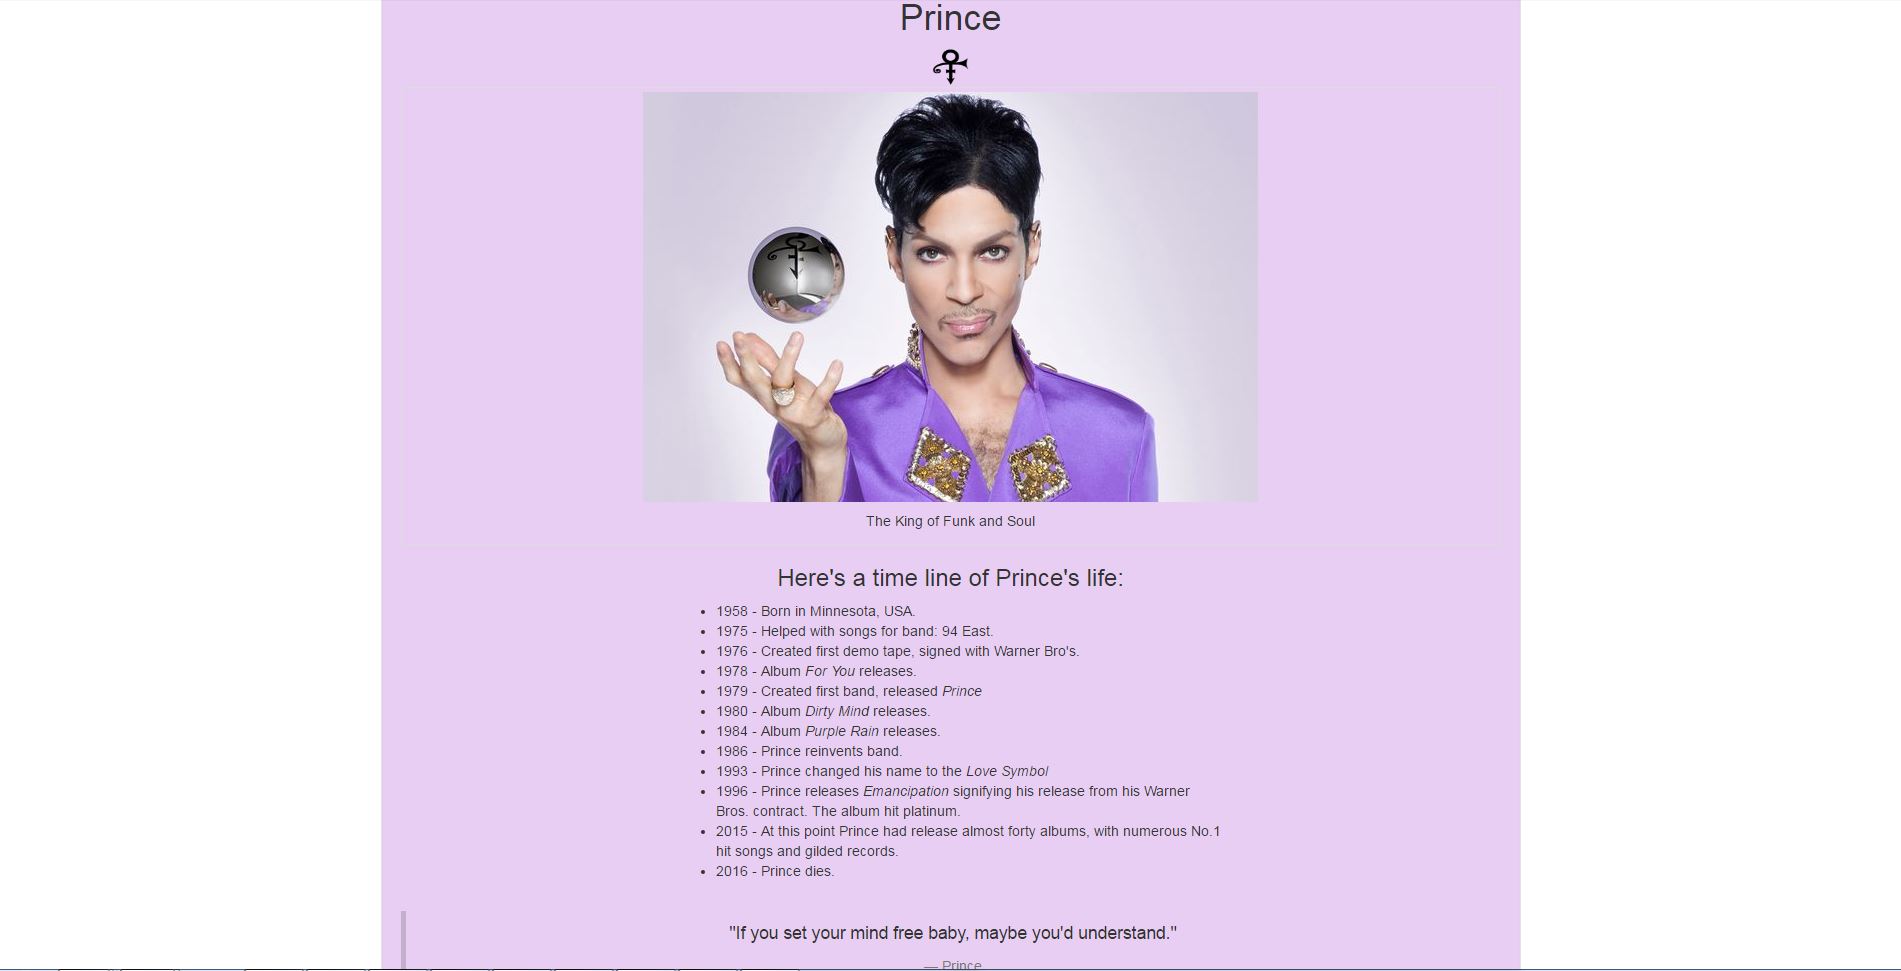 Prince
The King of Funk and Soul
Here's a time line of Prince's life:
1958 - Born in Minnesota, USA.
1975 - Helped with songs for band: 94 East.
1976 - Created first demo tape, signed with Warner Bro's.
1978 - Album For You releases.
1979 - Created first band, released Prince
1980 - Album Dirty Mind releases.
1984 - Album Purple Rain releases.
1986 - Prince reinvents band.
1993 - Prince changed his name to the Love Symbol
1996 - Prince releases Emancipation signifying his release from his Warner
Bros. contract. The album hit platinum.
2015 - At this point Prince had release almost forty albums, with numerous No.1
hit songs and gilded records.
2016 - Prince dies.
"If you set your mind free baby, maybe you'd understand."
— Prince